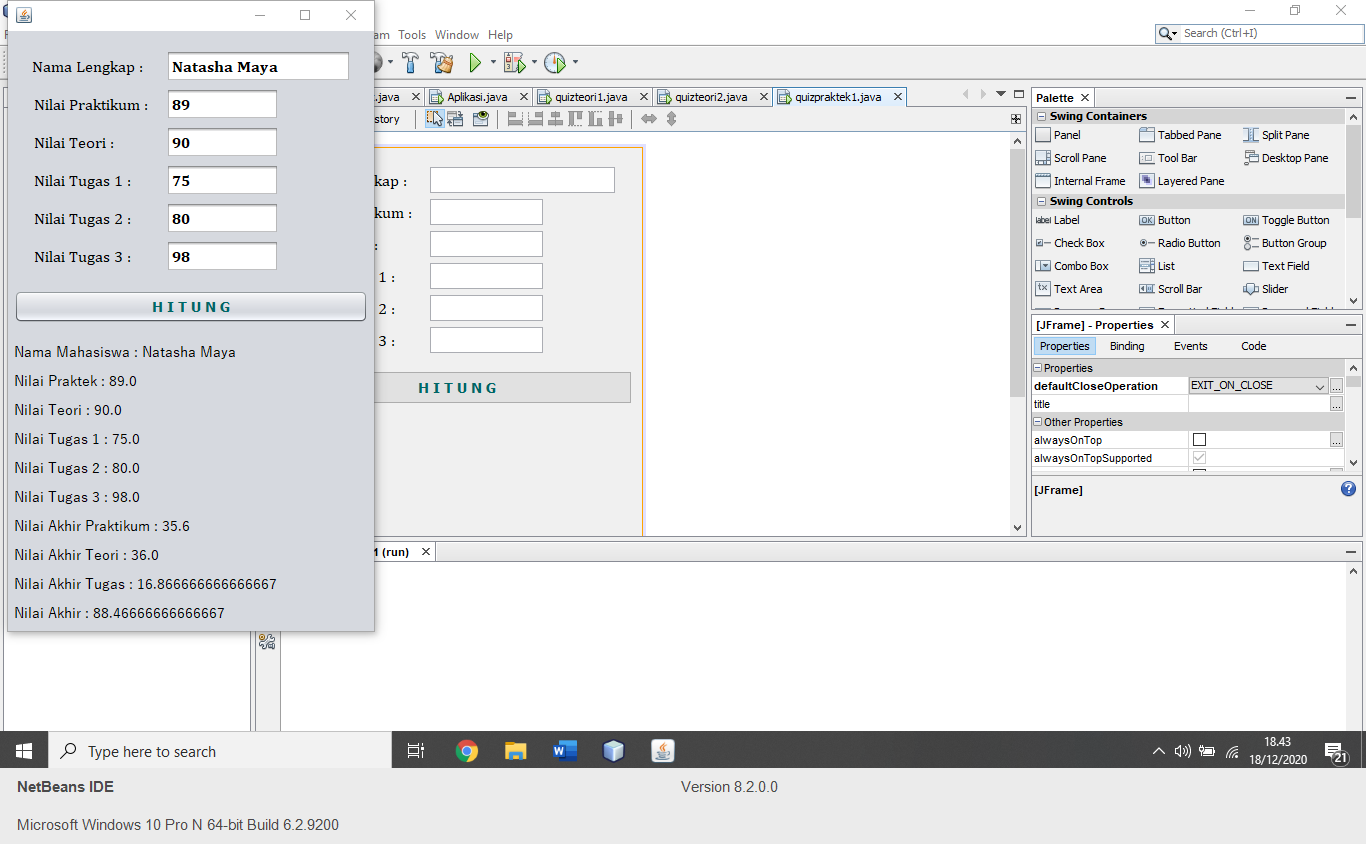 am Tools Window Help
Search (Ctrl+I)
Nama Lengkap : Natasha Maya
Nilai Praktikum : 89
Nilai Teori : 90
Nilai Tugas 1 : 75
Nilai Tugas 2 : 80
Nilai Tugas 3 : 98
H I T U N G
Nama Mahasiswa : Natasha Maya
Nilai Praktek : 89.0
Nilai Teori : 90.0
Nilai Tugas 1 : 75.0
Nilai Tugas 2 : 80.0
Nilai Tugas 3 : 98.0
Nilai Akhir Praktikum : 35.6
Nilai Akhir Teori : 36.0
Nilai Akhir Tugas : 16.866666666666667
Nilai Akhir : 88.46666666666667
.java Aplikasi.java quizteori1.java quizteori2.java quizpraktek1.java
story
kap :
kum :
:
1 :
2 :
3 :
H I T U N G
(run)
Palette
Swing Containers
Panel Tabbed Pane Split Pane
Scroll Pane Tool Bar Desktop Pane
Internal Frame Layered Pane
Swing Controls
label Label OK Button ON Toggle Button
Check Box Radio Button Button Group
Combo Box List Text Field
Text Area Scroll Bar Slider
[JFrame] - Properties
Properties Binding Events Code
Properties
defaultCloseOperation EXIT_ON_CLOSE ...
title ...
Other Properties
alwaysOnTop ...
alwaysOnTopSupported
[JFrame]
Type here to search
18.43
18/12/2020
21
NetBeans IDE Version 8.2.0.0
Microsoft Windows 10 Pro N 64-bit Build 6.2.9200